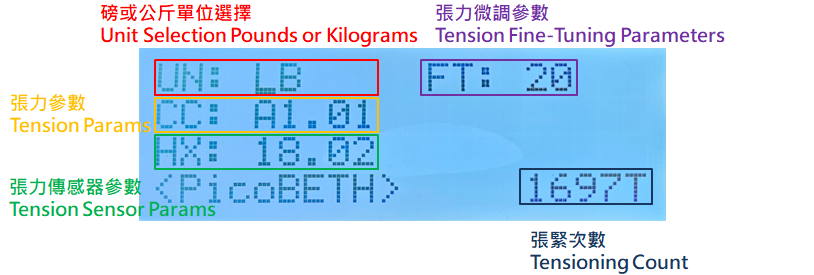 磅或公斤單位選擇
Unit Selection Pounds or Kilograms
張力微調參數
Tension Fine-Tuning Parameters
UN: LB
FT: 20
張力參數
Tension Params
CC: A1.01
HX: 18.02
張力傳感器參數
Tension Sensor Params
<PicoBETH>
1697T
張緊次數
Tensioning Count